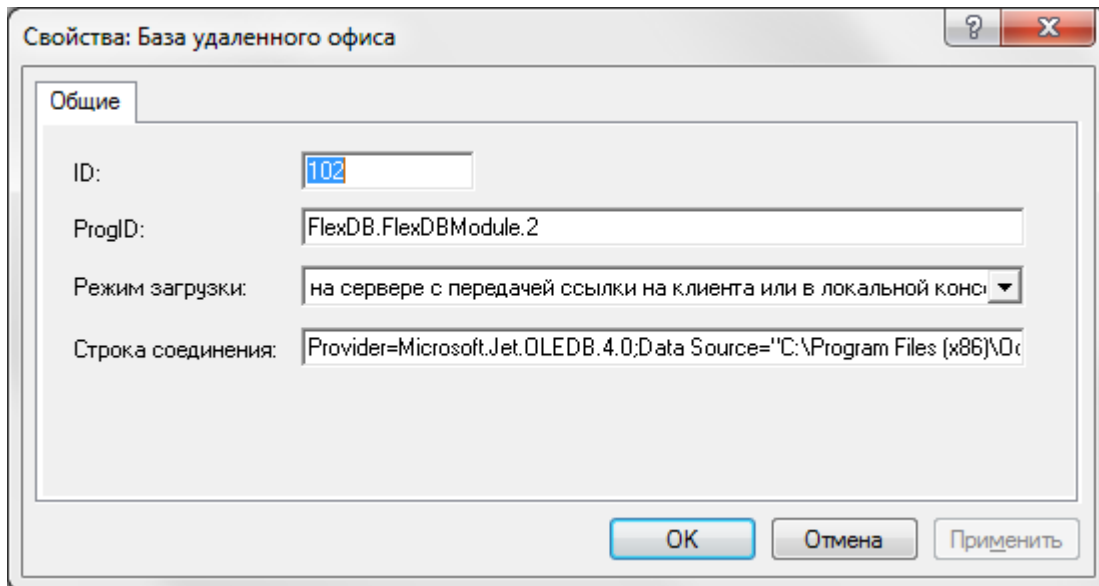 Свойства: База удаленного офиса
Общие
ID: 102
ProgID: FlexDB.FlexDBModule.2
Режим загрузки: на сервере с передачей ссылки на клиента или в локальной
Строка соединения: Provider=Microsoft.Jet.OLEDB.4.0;Data Source="C:\Program Files (x86)\
OK Отмена Применить